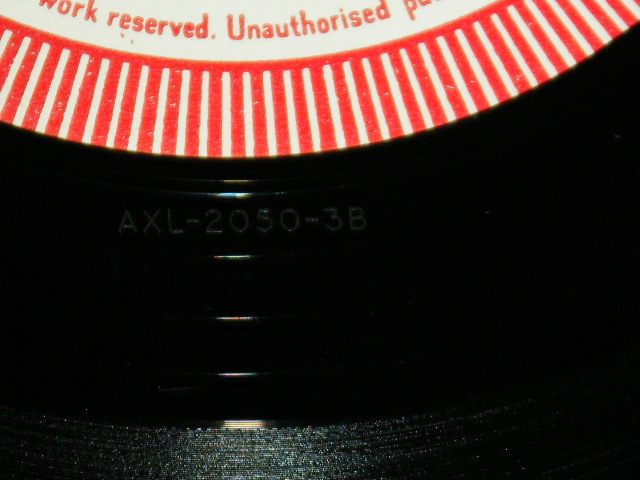 work reserved. Unauthorised
AXL-2050-3B